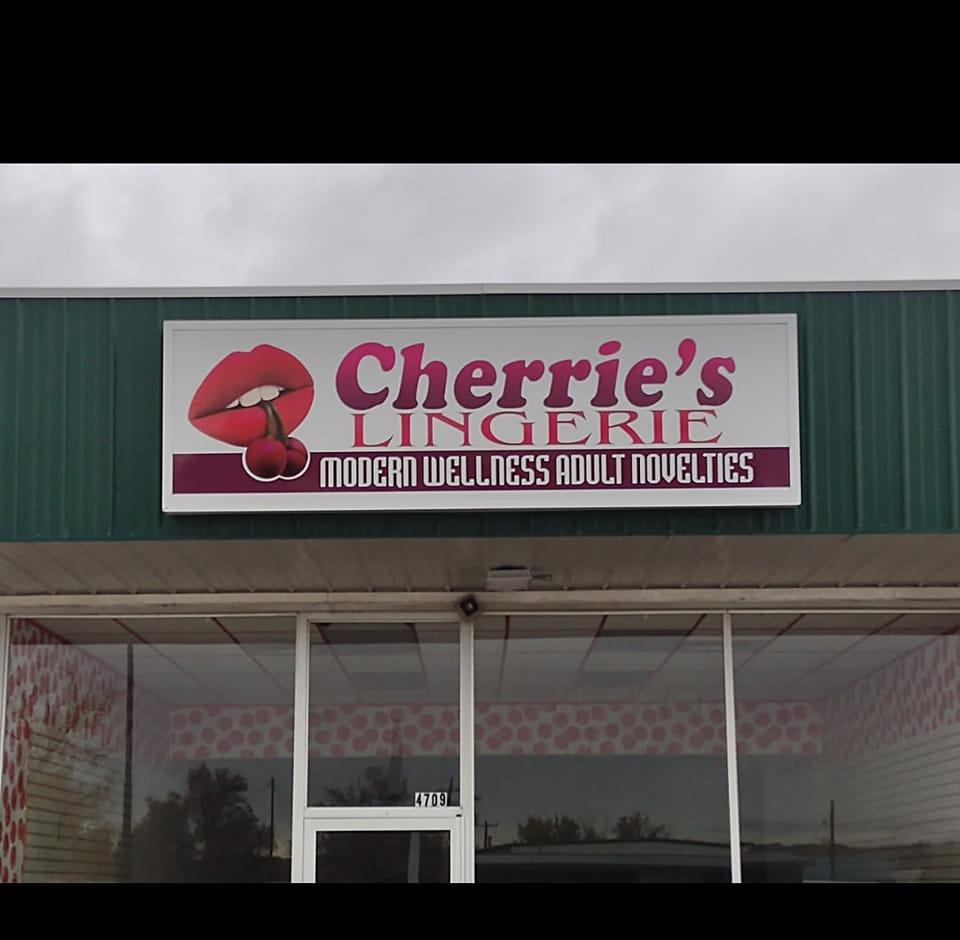 Cherrie's
LINGERIE
MODERN WELLNESS ADULT NOVELTIES
4709